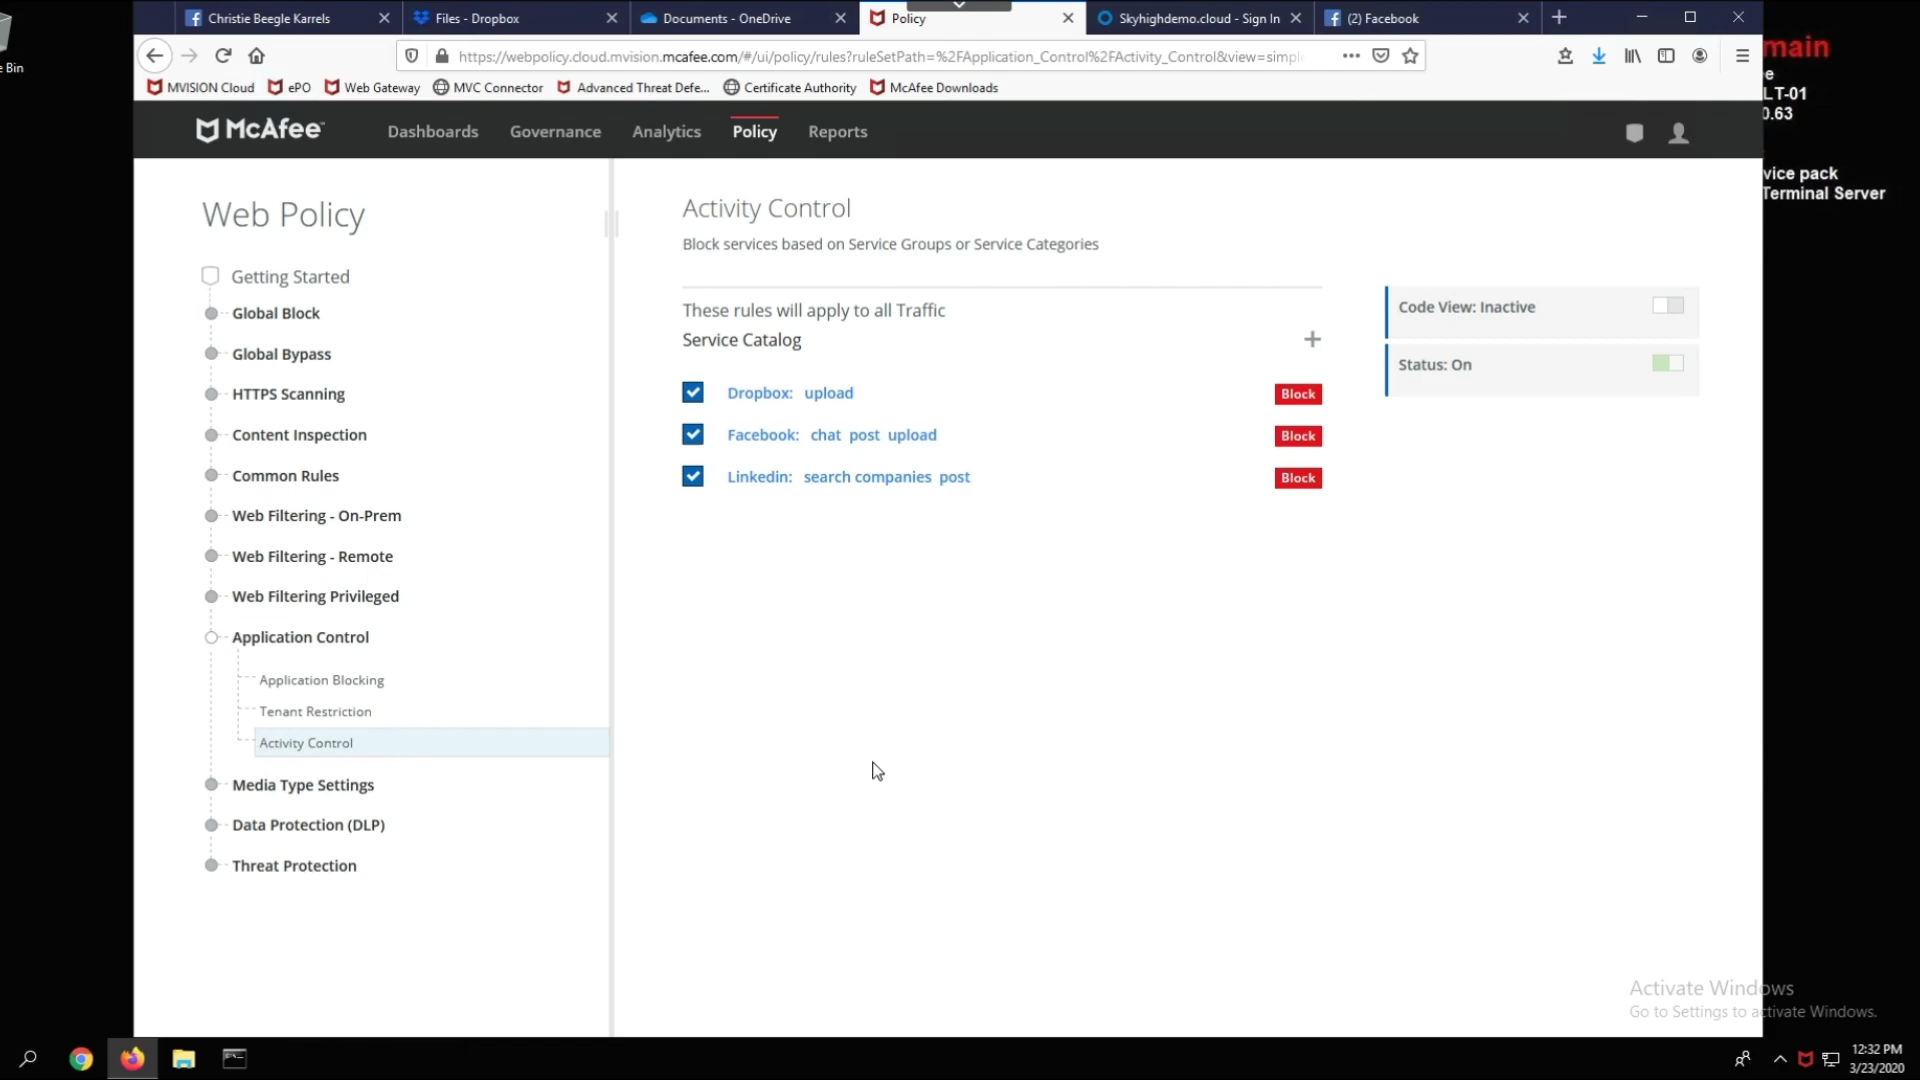 Christie Beegle Karrels
Files - Dropbox
Documents - OneDrive
Policy
Skyhighdemo.cloud - Sign In
(2) Facebook
https://webpolicy.cloud.mvision.mcafee.com/#/ui/policy/rules?ruleSetPath=%2FApplication_Control%2FActivity_Control&view=simpl
MVISION Cloud
ePO
Web Gateway
MVC Connector
Advanced Threat Defe...
Certificate Authority
McAfee Downloads
McAfee
Dashboards
Governance
Analytics
Policy
Reports
Web Policy
Getting Started
Global Block
Global Bypass
HTTPS Scanning
Content Inspection
Common Rules
Web Filtering - On-Prem
Web Filtering - Remote
Web Filtering Privileged
Application Control
Application Blocking
Tenant Restriction
Activity Control
Media Type Settings
Data Protection (DLP)
Threat Protection
Activity Control
Block services based on Service Groups or Service Categories
These rules will apply to all Traffic
Service Catalog
Dropbox: upload
Block
Facebook: chat post upload
Block
Linkedin: search companies post
Block
Code View: Inactive
Status: On
e Bin
main
e
LT-01
0.63
vice pack
Terminal Server
Activate Windows
Go to Settings to activate Windows.
12:32 PM
3/23/2020